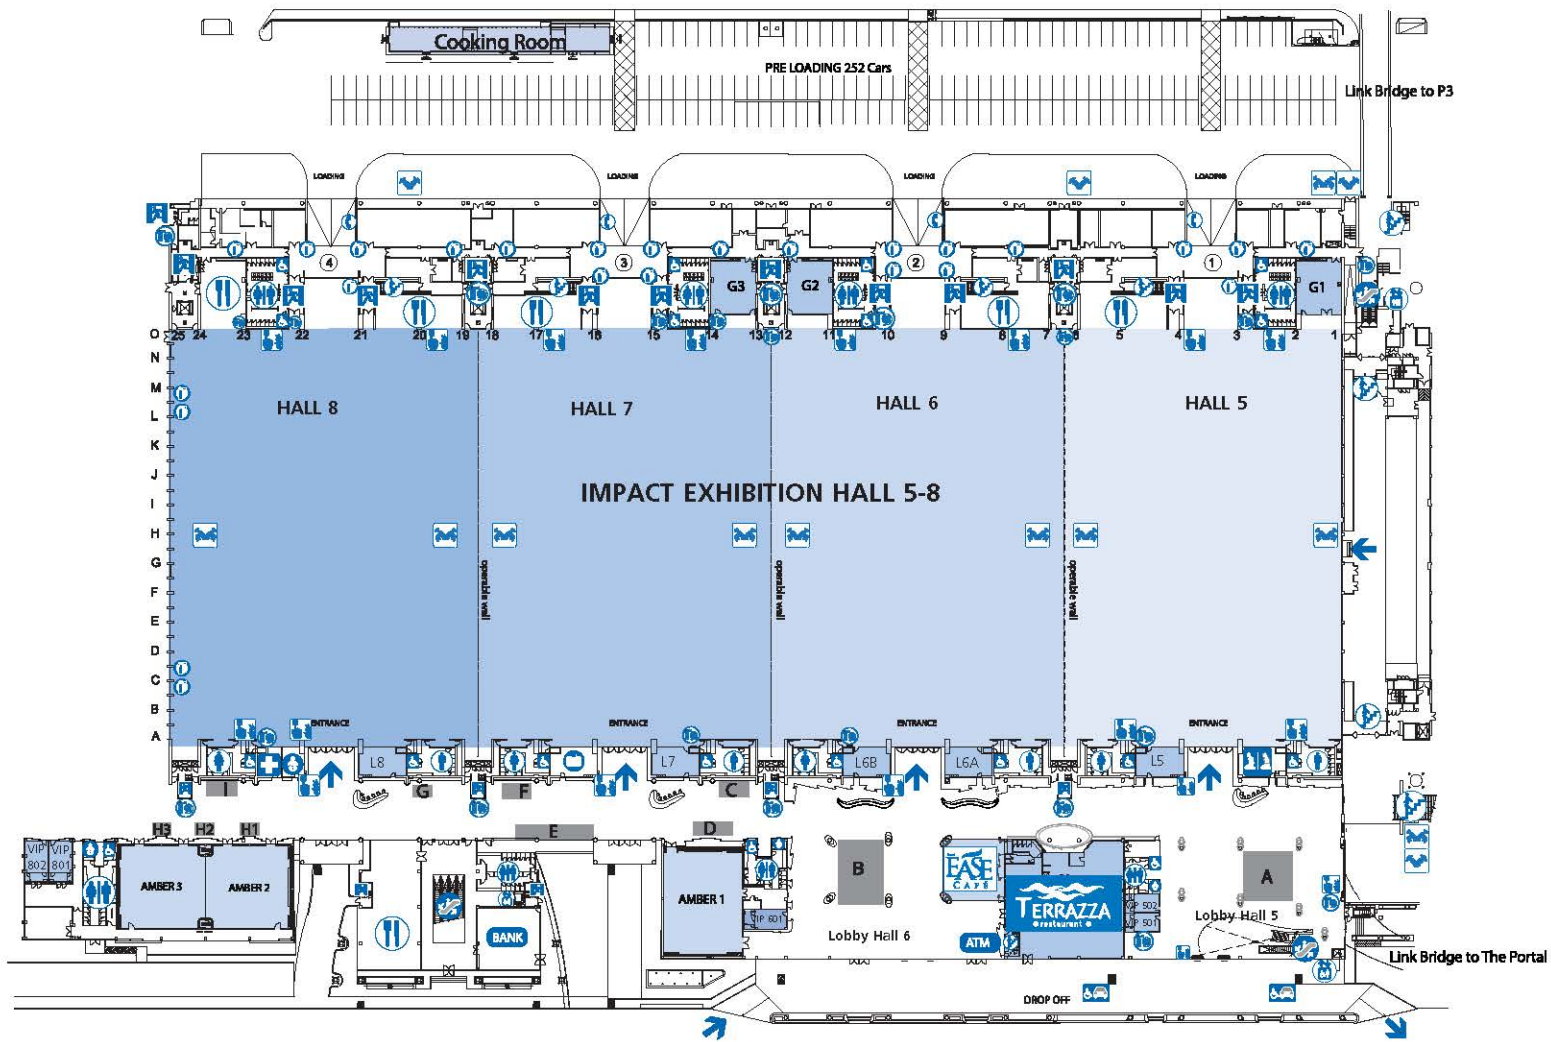 Cooking Room
PRE LOADING 252 Cars
Link Bridge to P3
LOADING
LOADING
LOADING
LOADING
4
3
2
1
G3
G2
G1
O 25 24 23 22 21 20 19 18 17 16 15 14 13 12 11 10 9 8 7 6 5 4 3 2 1
N
M
L
K
J
I
H
G
F
E
D
C
B
A
HALL 8
HALL 7
HALL 6
HALL 5
IMPACT EXHIBITION HALL 5-8
operable wall
operable wall
operable wall
ENTRANCE
ENTRANCE
ENTRANCE
ENTRANCE
L8
L7
L6B
L6A
L5
I
G
F
C
H3
H2
H1
E
D
VIP 802
VIP 801
AMBER 3
AMBER 2
AMBER 1
VIP 601
BANK
B
A
EASE
CAFÉ
TERRAZZA
restaurant
VIP 502
VIP 501
ATM
Lobby Hall 6
Lobby Hall 5
Link Bridge to The Portal
DROP OFF